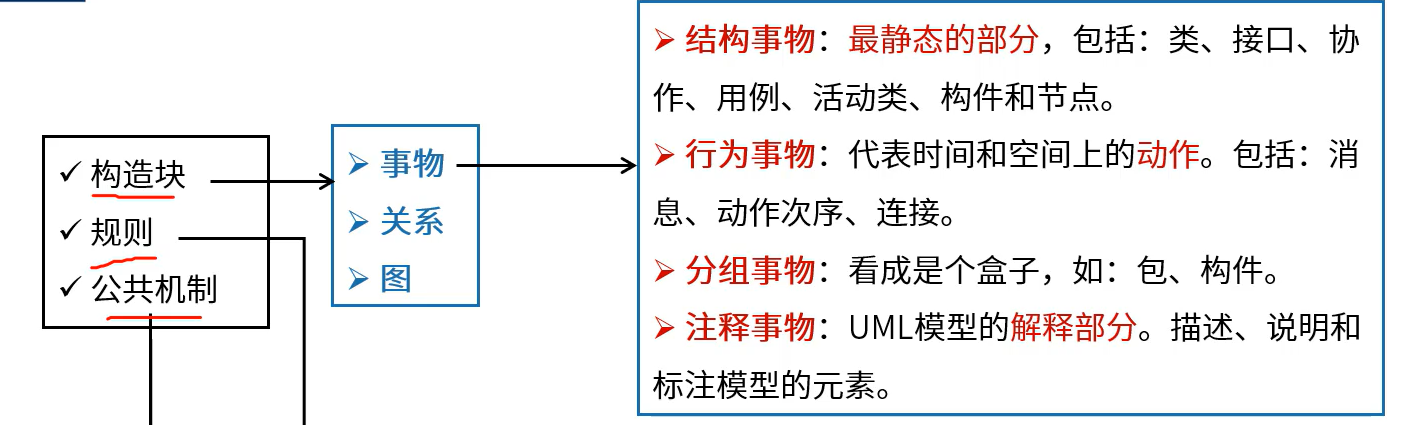 ✓ 构造块
✓ 规则
✓ 公共机制
➢ 事物
➢ 关系
➢ 图
➢ 结构事物：最静态的部分，包括：类、接口、协
作、用例、活动类、构件和节点。
➢ 行为事物：代表时间和空间上的动作。包括：消
息、动作次序、连接。
➢ 分组事物：看成是个盒子，如：包、构件。
➢ 注释事物：UML模型的解释部分。描述、说明和
标注模型的元素。